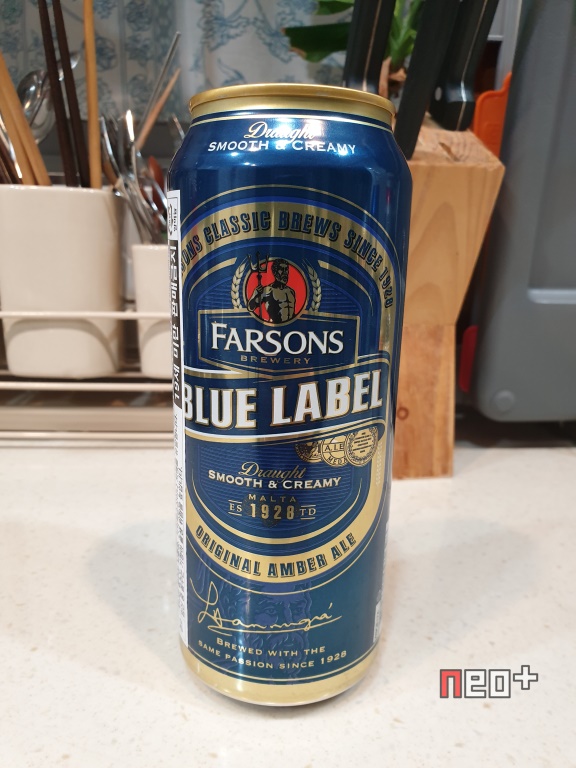 Draught
SMOOTH & CREAMY
CLASSIC BREWS SINCE 1928
FARSONS
BREWERY
BLUE LABEL
ALE
Draught
SMOOTH & CREAMY
MALTA
ES 1928 TD
ORIGINAL AMBER ALE
BREWED WITH THE
SAME PASSION SINCE 1928
neo+